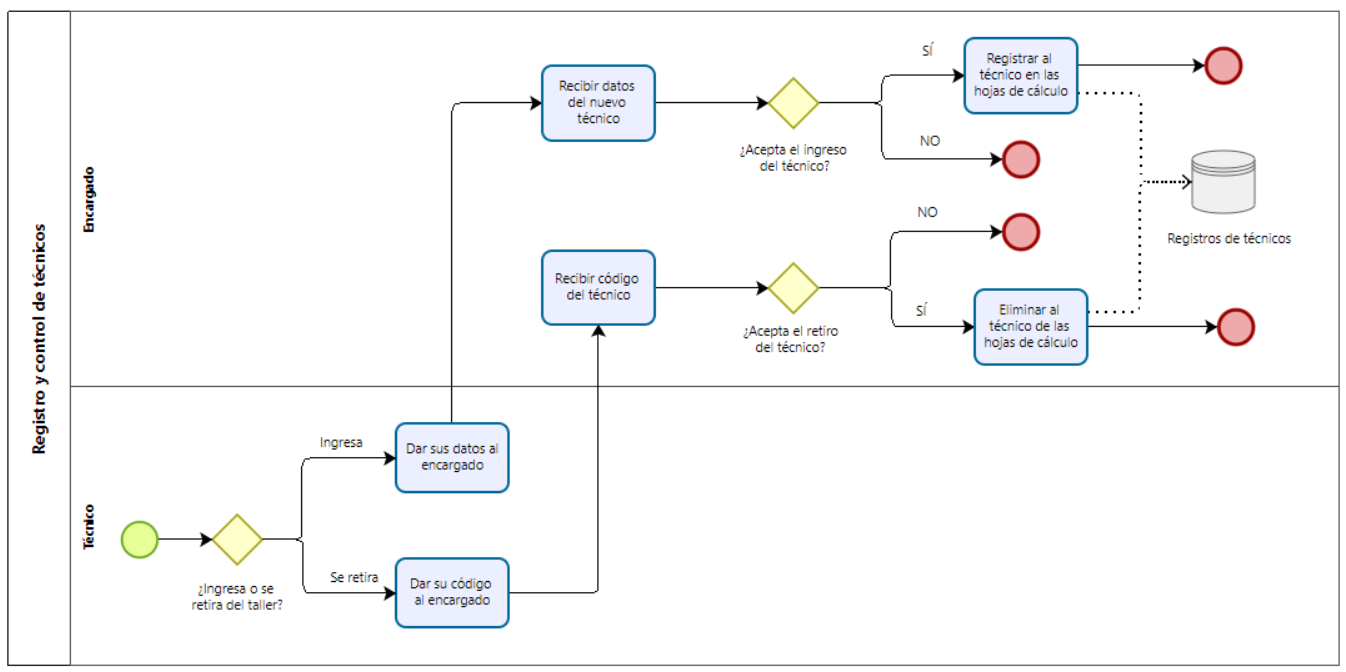 Registro y control de técnicos
Encargado
Recibir datos
del nuevo
técnico
¿Acepta el ingreso
del técnico?
SÍ
Registrar al
técnico en las
hojas de cálculo
NO
Registros de técnicos
Recibir código
del técnico
¿Acepta el retiro
del técnico?
NO
SÍ
Eliminar al
técnico de las
hojas de cálculo
Técnico
¿Ingresa o se
retira del taller?
Ingresa
Dar sus datos al
encargado
Se retira
Dar su código
al encargado